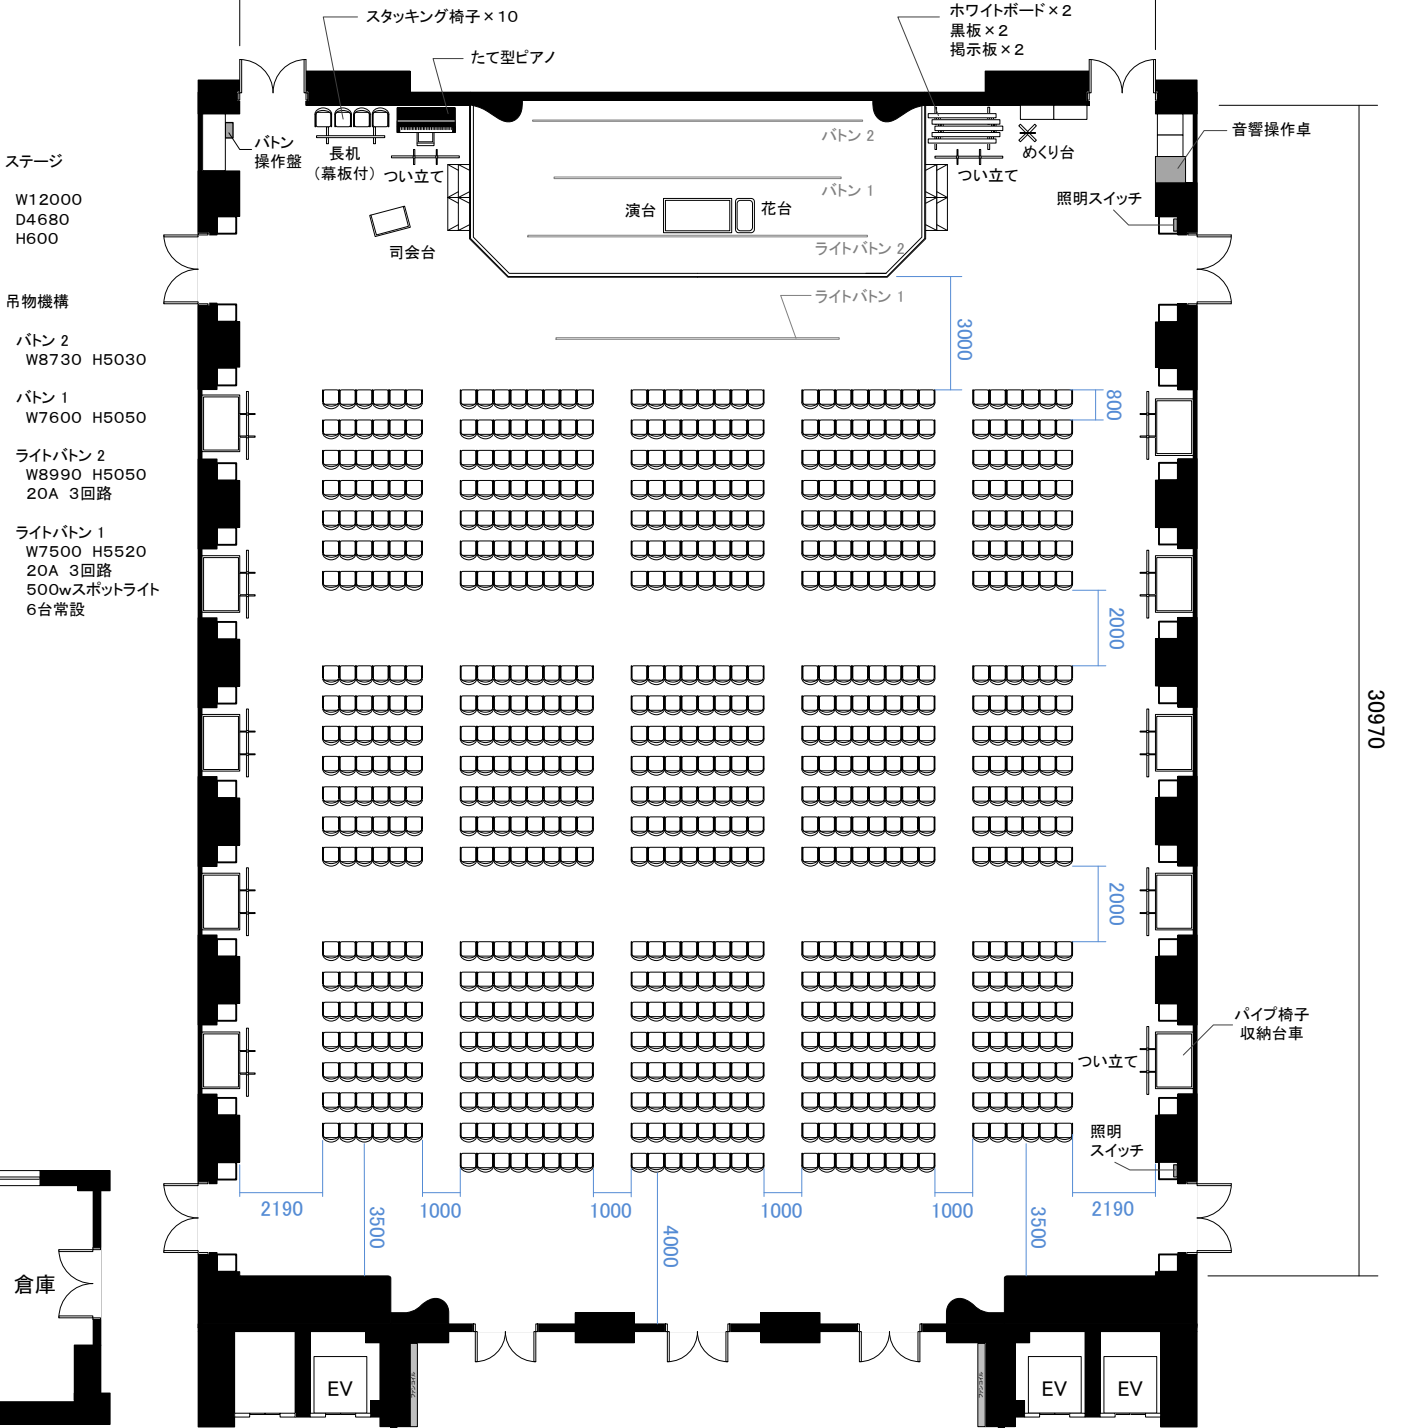 スタッキング椅子×10
たて型ピアノ
ホワイトボード×2
黒板×2
掲示板×2
バトン
操作盤
長机
(幕板付)
つい立て
司会台
バトン 2
バトン 1
演台
花台
ライトバトン 2
ライトバトン 1
めくり台
つい立て
音響操作卓
照明スイッチ
ステージ
W12000
D4680
H600
吊物機構
バトン 2
W8730 H5030
バトン 1
W7600 H5050
ライトバトン 2
W8990 H5050
20A 3回路
ライトバトン 1
W7500 H5520
20A 3回路
500wスポットライト
6台常設
3000
800
2000
30970
2000
パイプ椅子
収納台車
つい立て
照明
スイッチ
2190
3500
1000
1000
4000
1000
1000
3500
2190
倉庫
EV
EV
EV